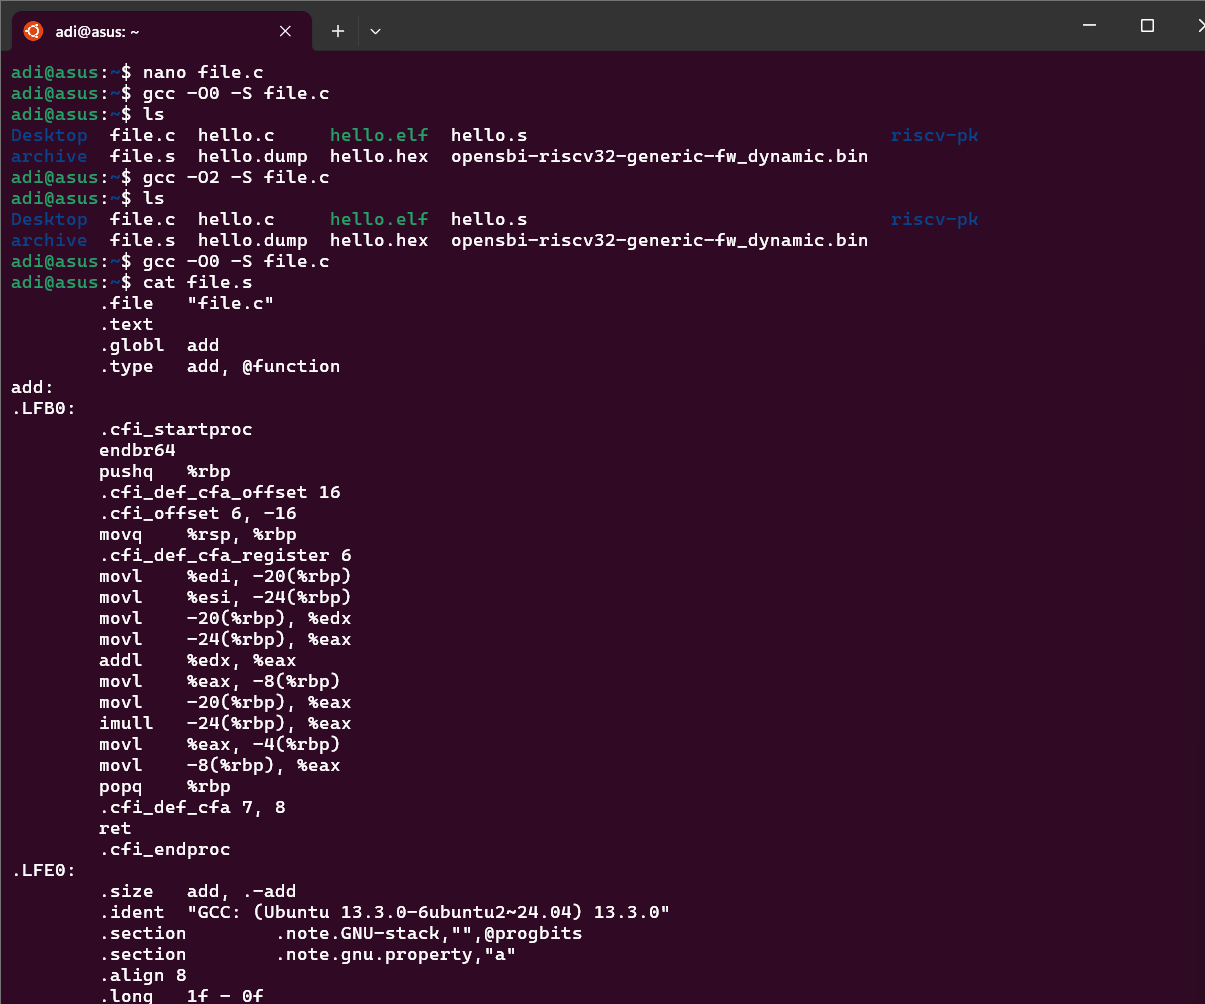 adi@asus: ~
adi@asus:~$ nano file.c
adi@asus:~$ gcc -O0 -S file.c
adi@asus:~$ ls
Desktop  file.c  hello.c     hello.elf  hello.s                                 riscv-pk
archive  file.s  hello.dump  hello.hex  opensbi-riscv32-generic-fw_dynamic.bin
adi@asus:~$ gcc -O2 -S file.c
adi@asus:~$ ls
Desktop  file.c  hello.c     hello.elf  hello.s                                 riscv-pk
archive  file.s  hello.dump  hello.hex  opensbi-riscv32-generic-fw_dynamic.bin
adi@asus:~$ gcc -O0 -S file.c
adi@asus:~$ cat file.s
        .file   "file.c"
        .text
        .globl  add
        .type   add, @function
add:
.LFB0:
        .cfi_startproc
        endbr64
        pushq   %rbp
        .cfi_def_cfa_offset 16
        .cfi_offset 6, -16
        movq    %rsp, %rbp
        .cfi_def_cfa_register 6
        movl    %edi, -20(%rbp)
        movl    %esi, -24(%rbp)
        movl    -20(%rbp), %edx
        movl    -24(%rbp), %eax
        addl    %edx, %eax
        movl    %eax, -8(%rbp)
        movl    -20(%rbp), %eax
        imull   -24(%rbp), %eax
        movl    %eax, -4(%rbp)
        movl    -8(%rbp), %eax
        popq    %rbp
        .cfi_def_cfa 7, 8
        ret
        .cfi_endproc
.LFE0:
        .size   add, .-add
        .ident  "GCC: (Ubuntu 13.3.0-6ubuntu2~24.04) 13.3.0"
        .section        .note.GNU-stack,"",@progbits
        .section        .note.gnu.property,"a"
        .align 8
        .long   1f - 0f